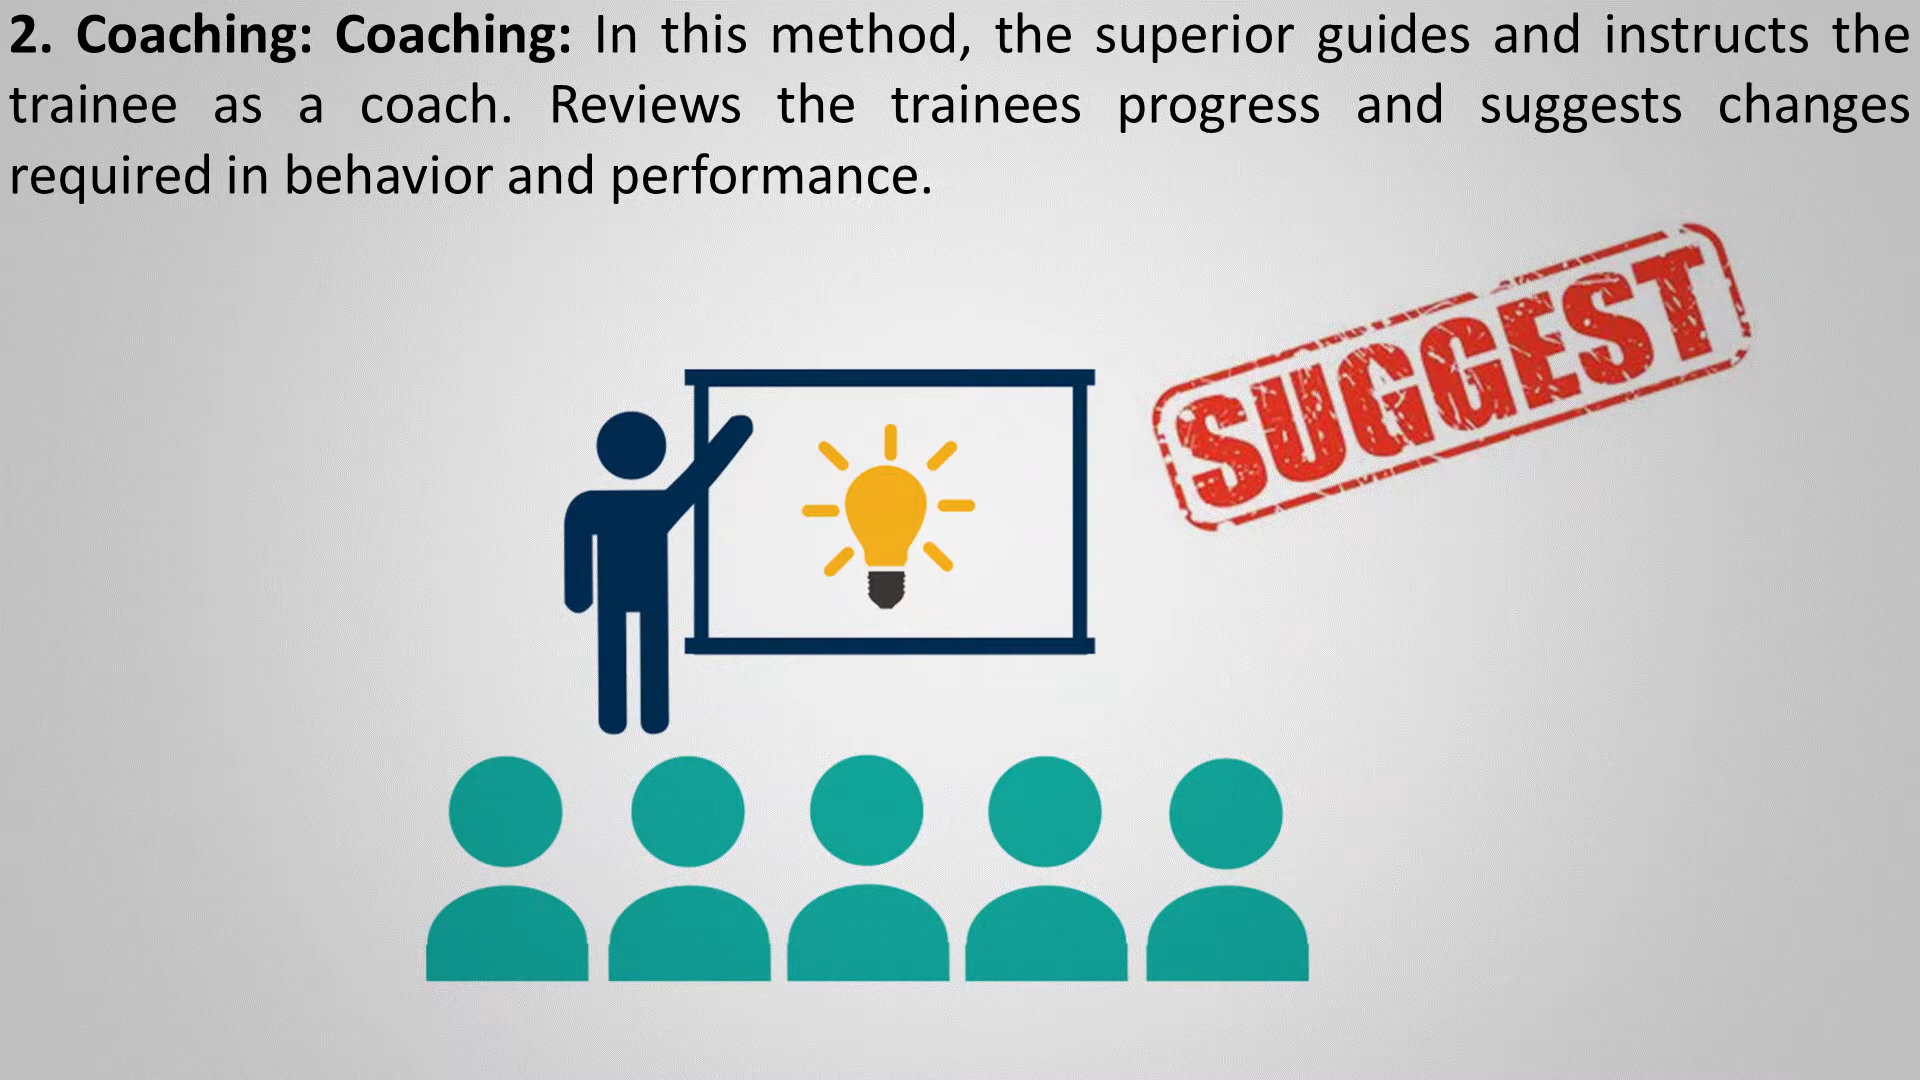 2. Coaching: Coaching: In this method, the superior guides and instructs the
trainee as a coach. Reviews the trainees progress and suggests changes
required in behavior and performance.
SUGGEST